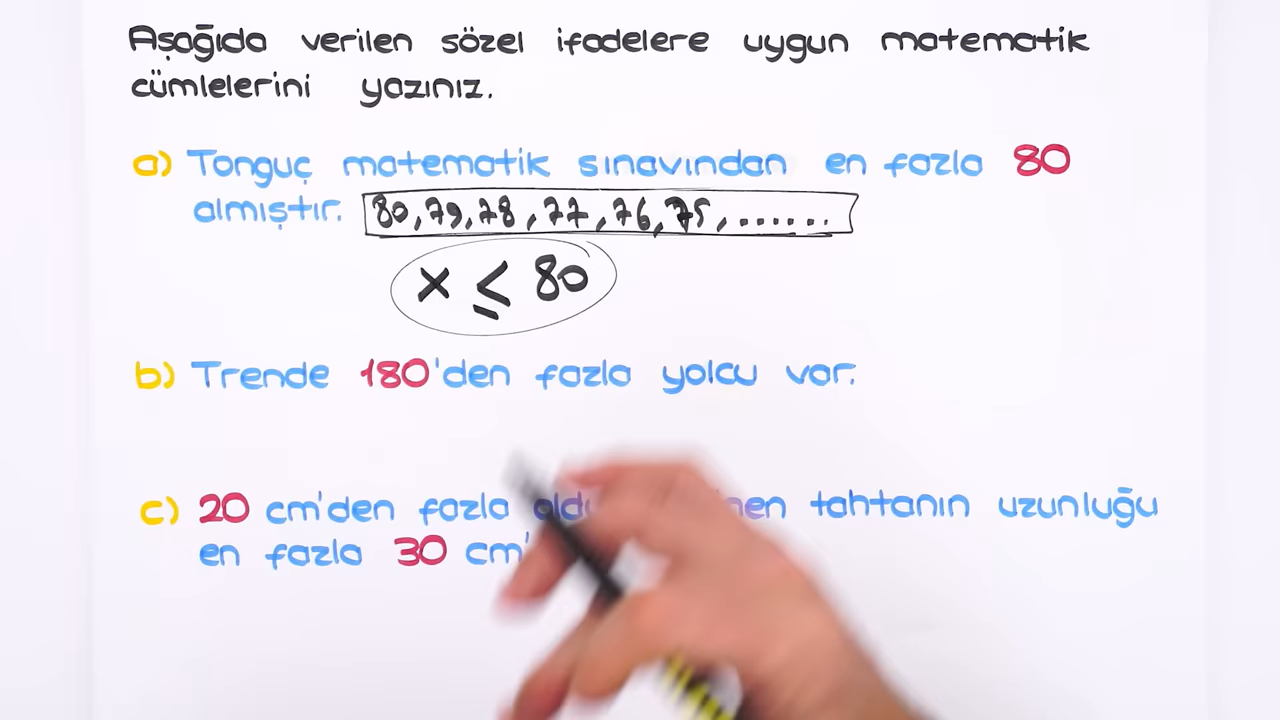 Aşağıda verilen sözel ifadelere uygun matematik
cümlelerini yazınız.
a) Tonguç matematik sınavından en fazla 80
almıştır. 80, 79, 78, 77, 76, 75, ......
x ≤ 80
b) Trende 180'den fazla yolcu var.
c) 20 cm'den fazla tahtanın uzunluğu
en fazla 30 cm'